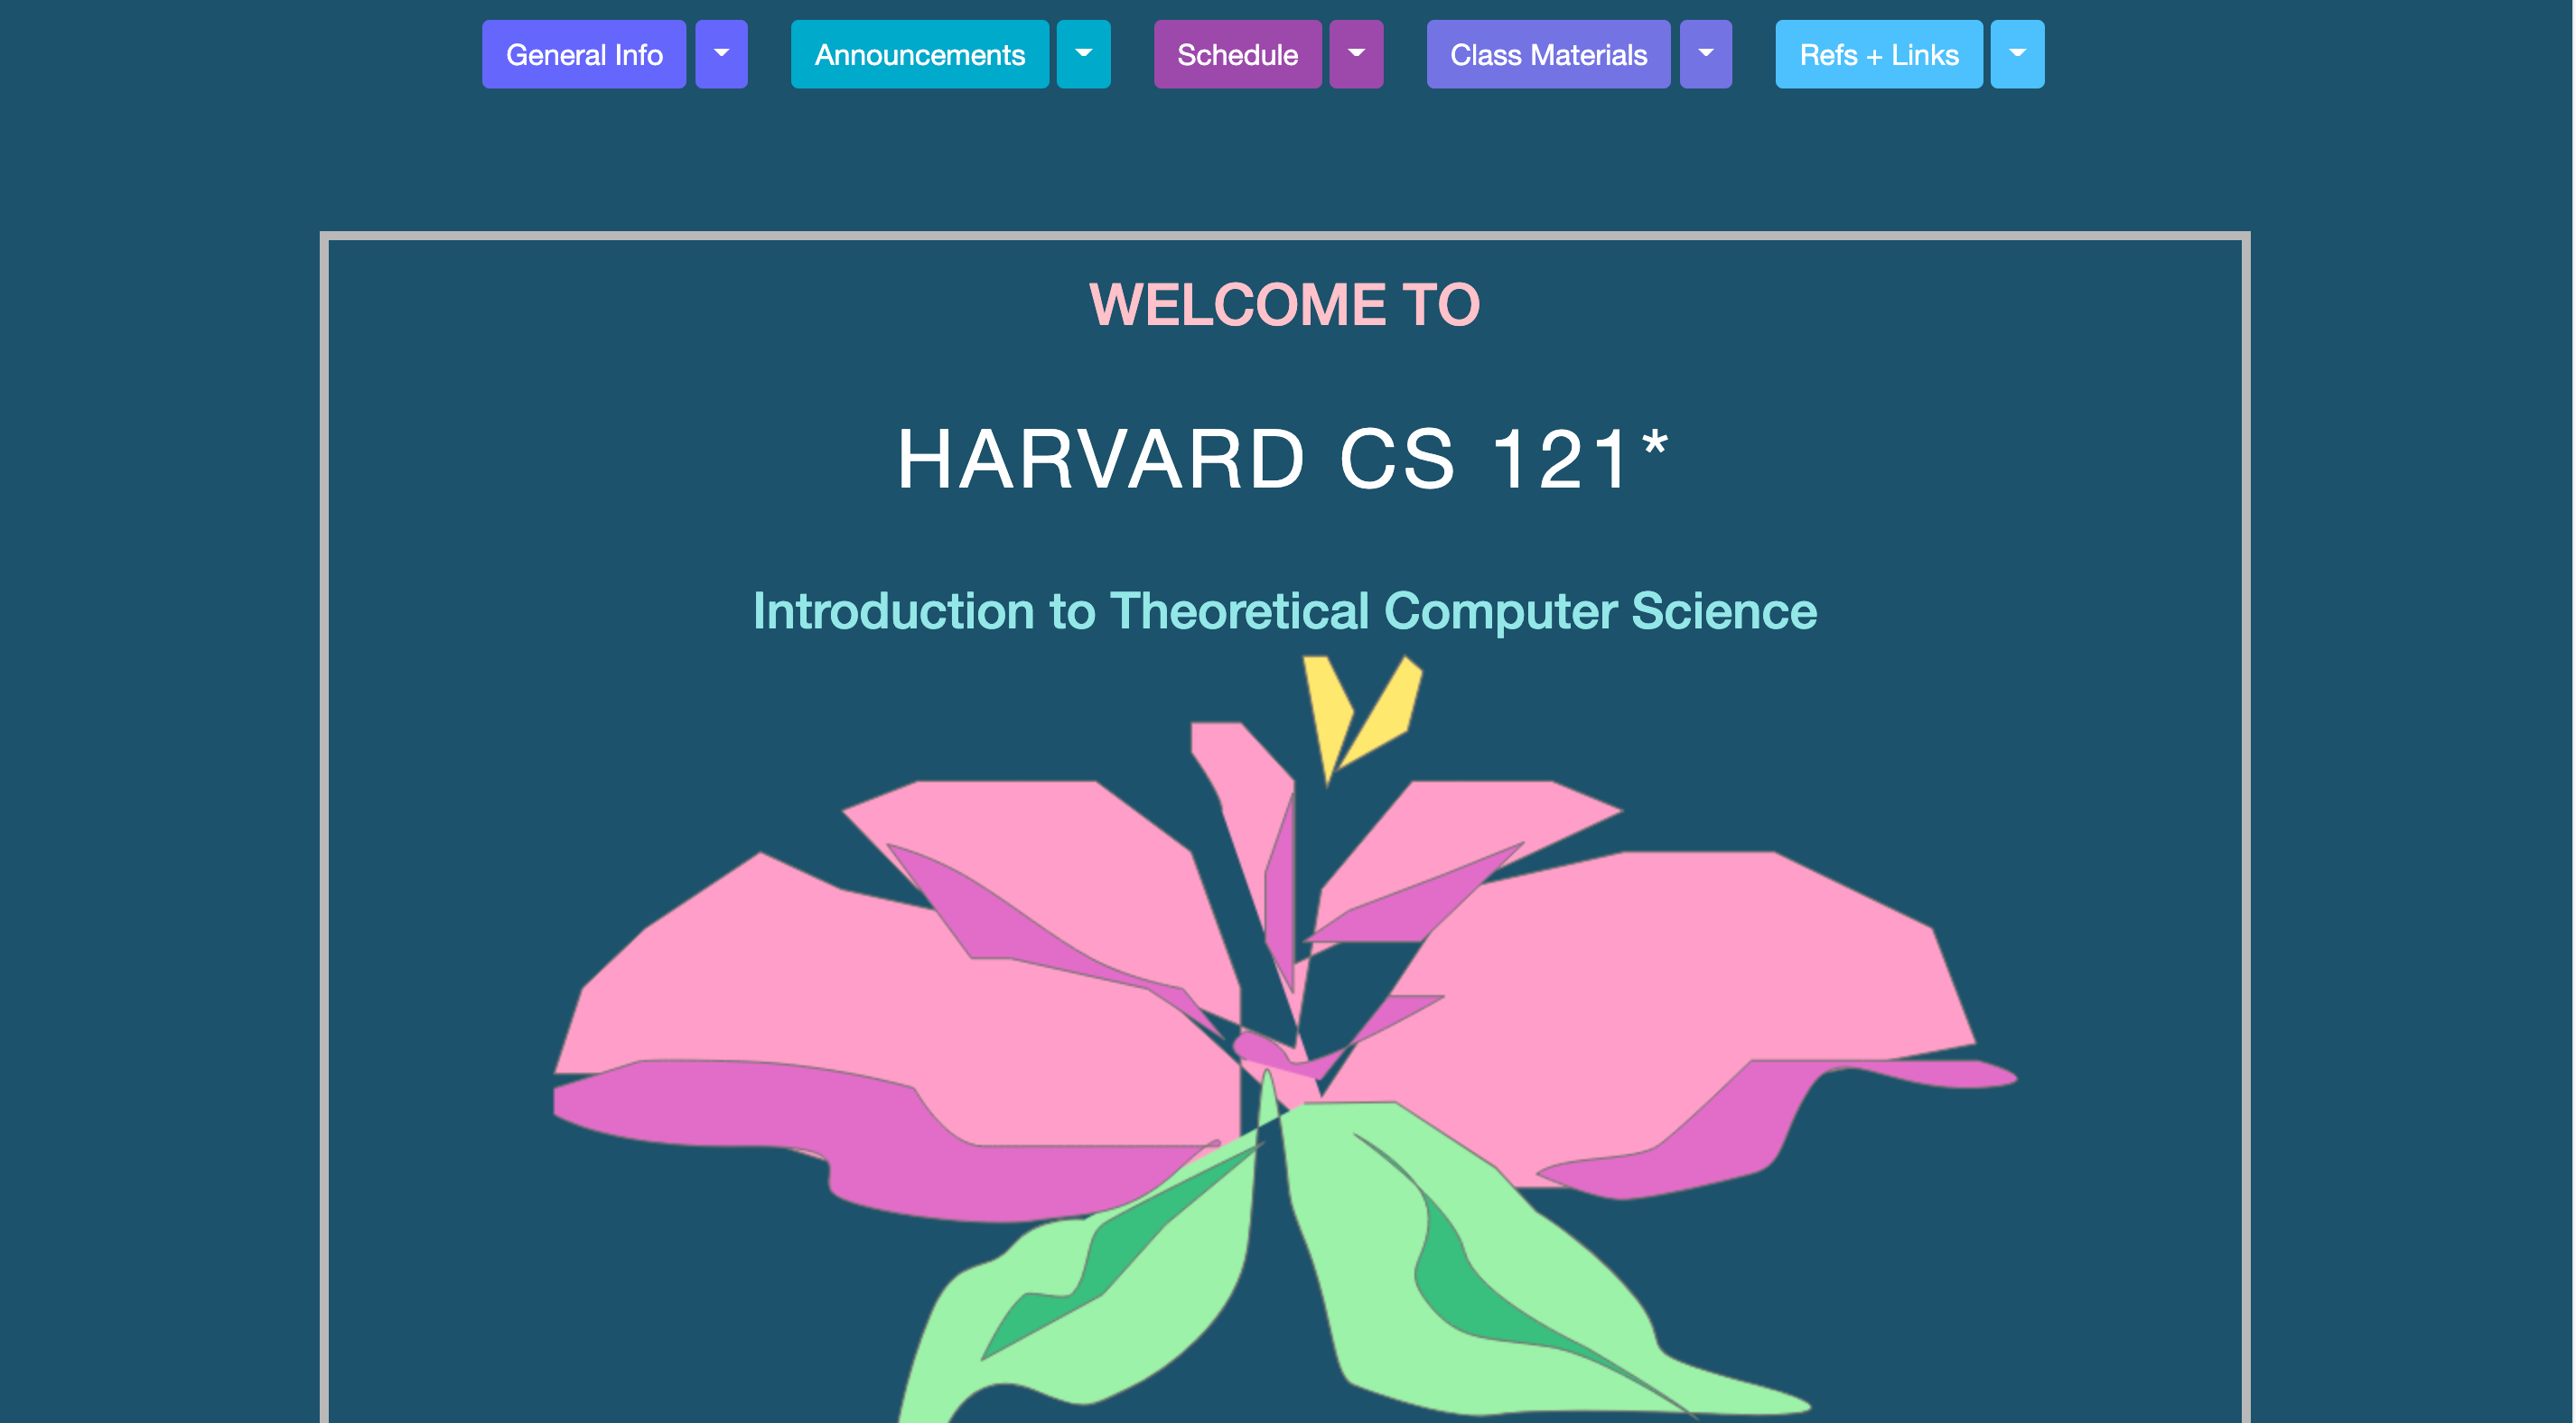 General Info
Announcements
Schedule
Class Materials
Refs + Links
WELCOME TO
HARVARD CS 121*
Introduction to Theoretical Computer Science